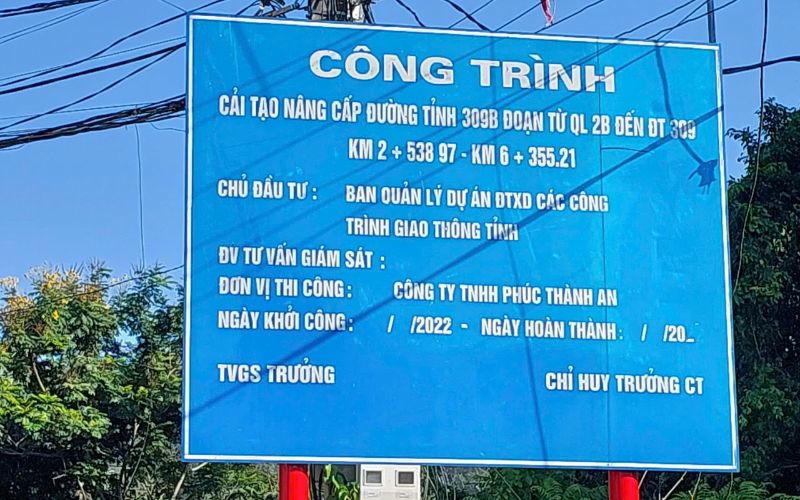 CÔNG TRÌNH
CẢI TẠO NÂNG CẤP ĐƯỜNG TỈNH 309B ĐOẠN TỪ QL 2B ĐẾN ĐT 309
KM 2 + 538 97 - KM 6 + 355.21
CHỦ ĐẦU TƯ : BAN QUẢN LÝ DỰ ÁN ĐTXD CÁC CÔNG
TRÌNH GIAO THÔNG TỈNH
ĐV TƯ VẤN GIÁM SÁT :
ĐƠN VỊ THI CÔNG : CÔNG TY TNHH PHÚC THÀNH AN
NGÀY KHỞI CÔNG : / /2022 - NGÀY HOÀN THÀNH : / /20...
TVGS TRƯỞNG CHỈ HUY TRƯỞNG CT